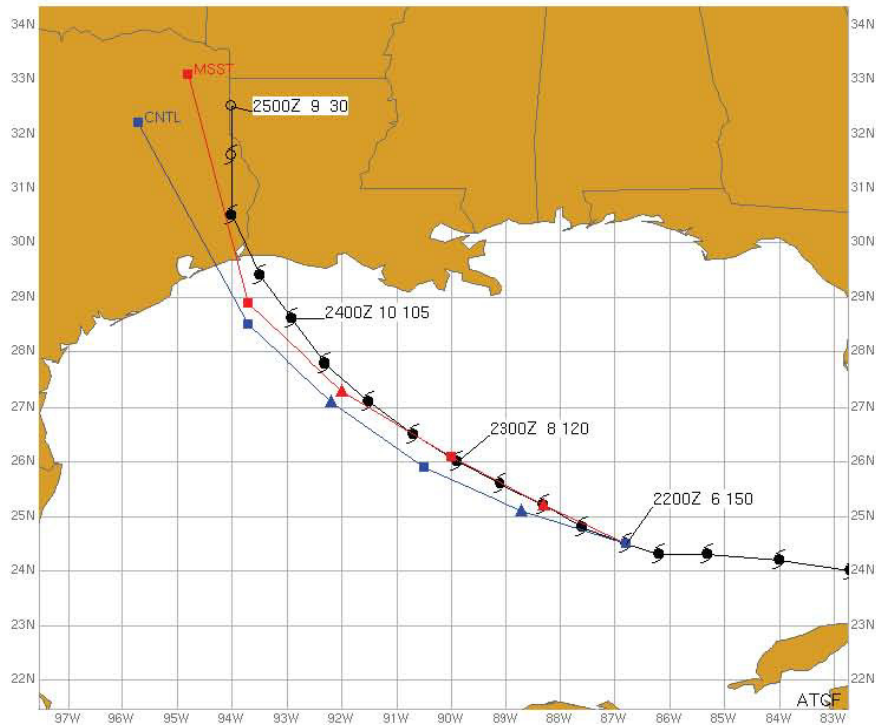 34N 34N
MSST
33N 33N
2500Z 9 30
CNTL
32N 32N
31N 31N
30N 30N
29N 29N
2400Z 10 105
28N 28N
27N 27N
2300Z 8 120
26N 26N
2200Z 6 150
25N 25N
24N 24N
23N 23N
22N 22N
ATCF
97W 96W 95W 94W 93W 92W 91W 90W 89W 88W 87W 86W 85W 84W 83W